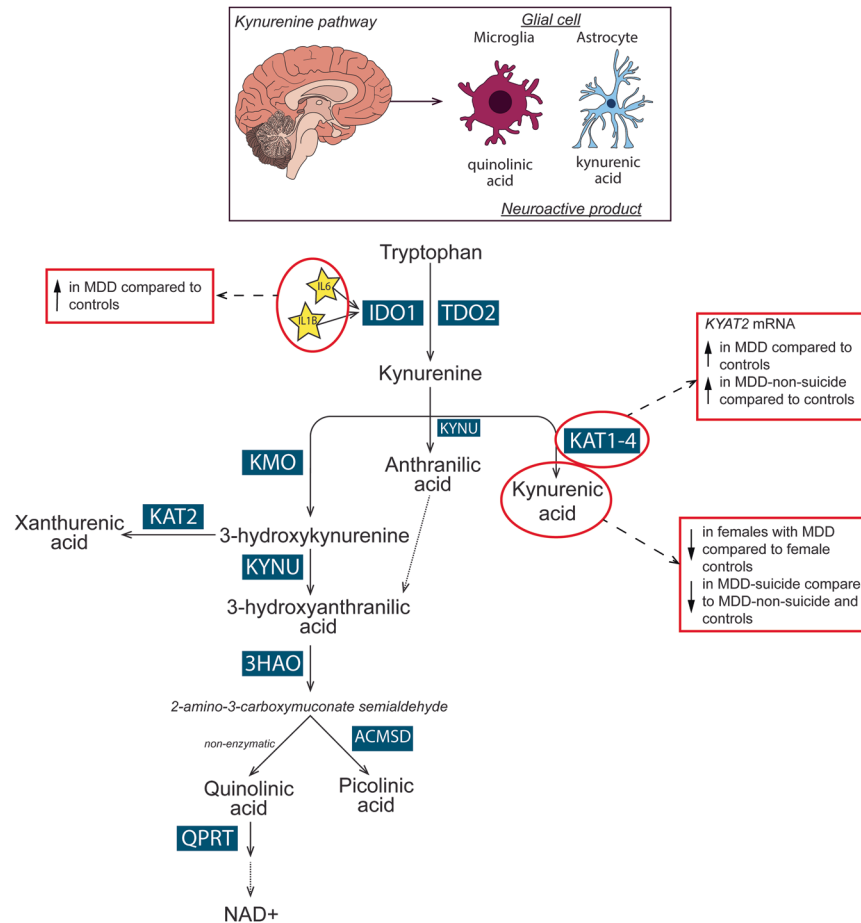 Kynurenine pathway
Glial cell
Microglia
Astrocyte
quinolinic
acid
kynurenic
acid
Neuroactive product
Tryptophan
in MDD compared to
controls
IL6
IL1B
IDO1
TDO2
KYAT2 mRNA
in MDD compared to
controls
in MDD-non-suicide
compared to controls
Kynurenine
KYNU
KAT1-4
KMO
Anthranilic
acid
Kynurenic
acid
Xanthurenic
acid
KAT2
3-hydroxykynurenine
in females with MDD
compared to female
controls
in MDD-suicide compare
to MDD-non-suicide and
controls
KYNU
3-hydroxyanthranilic
acid
3HAO
2-amino-3-carboxymuconate semialdehyde
non-enzymatic
ACMSD
Quinolinic
acid
Picolinic
acid
QPRT
NAD+